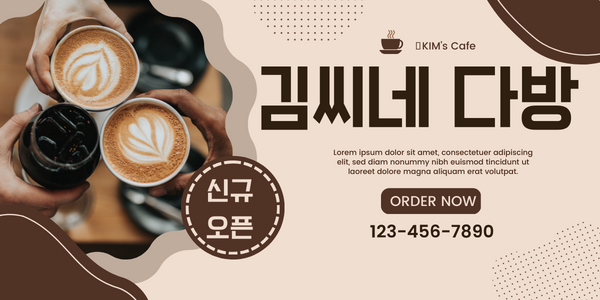 KIM's Cafe
김씨네 다방
Lorem ipsum dolor sit amet, consectetuer adipiscing
elit, sed diam nonummy nibh euismod tincidunt ut
laoreet dolore magna aliquam erat volutpat.
ORDER NOW
123-456-7890
신규
오픈